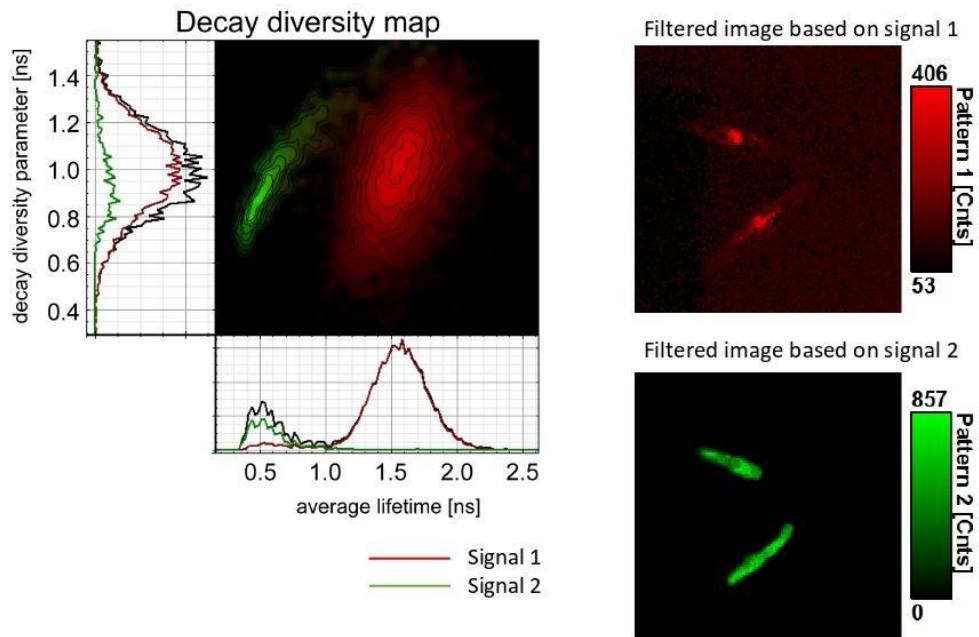 Decay diversity map
decay diversity parameter [ns]
1.4
1.2
1.0
0.8
0.6
0.4
0.5
1.0
1.5
2.0
2.5
average lifetime [ns]
Signal 1
Signal 2
Filtered image based on signal 1
406
Pattern 1 [Cnts]
53
Filtered image based on signal 2
857
Pattern 2 [Cnts]
0